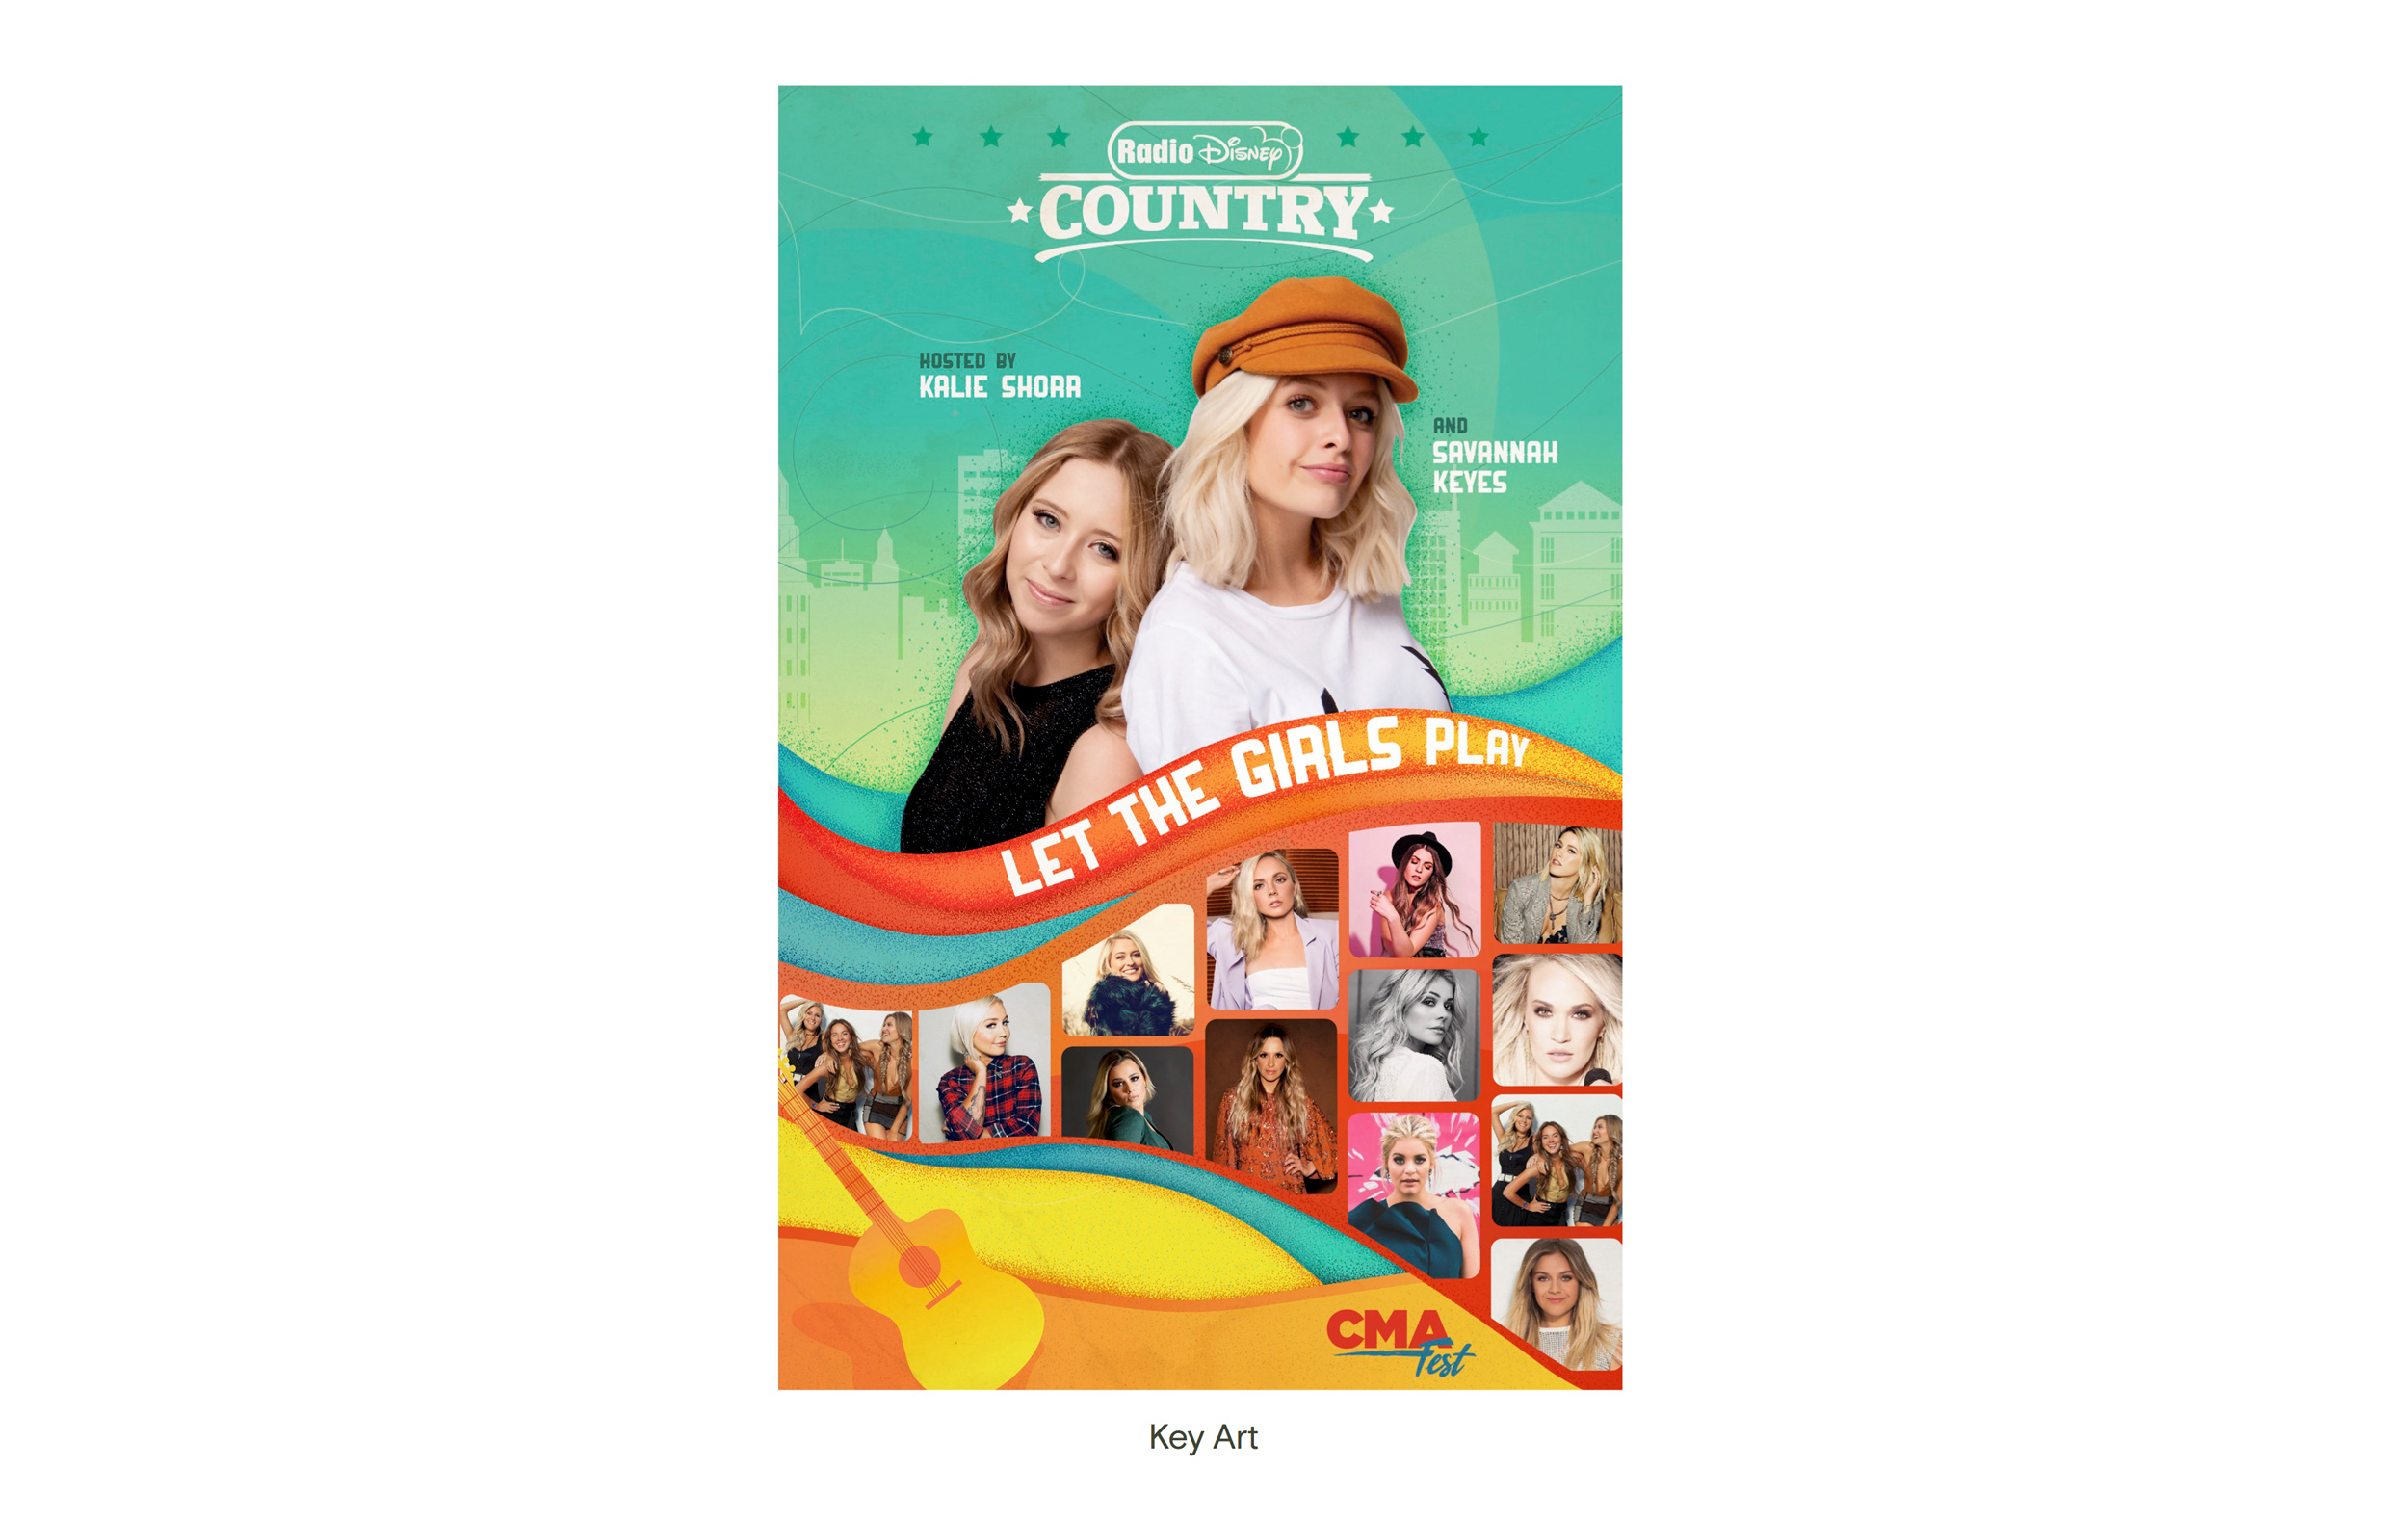 Radio Disney
COUNTRY
HOSTED BY
KALIE SHORR
AND
SAVANNAH
KEYES
LET THE GIRLS PLAY
CMA
Fest
Key Art